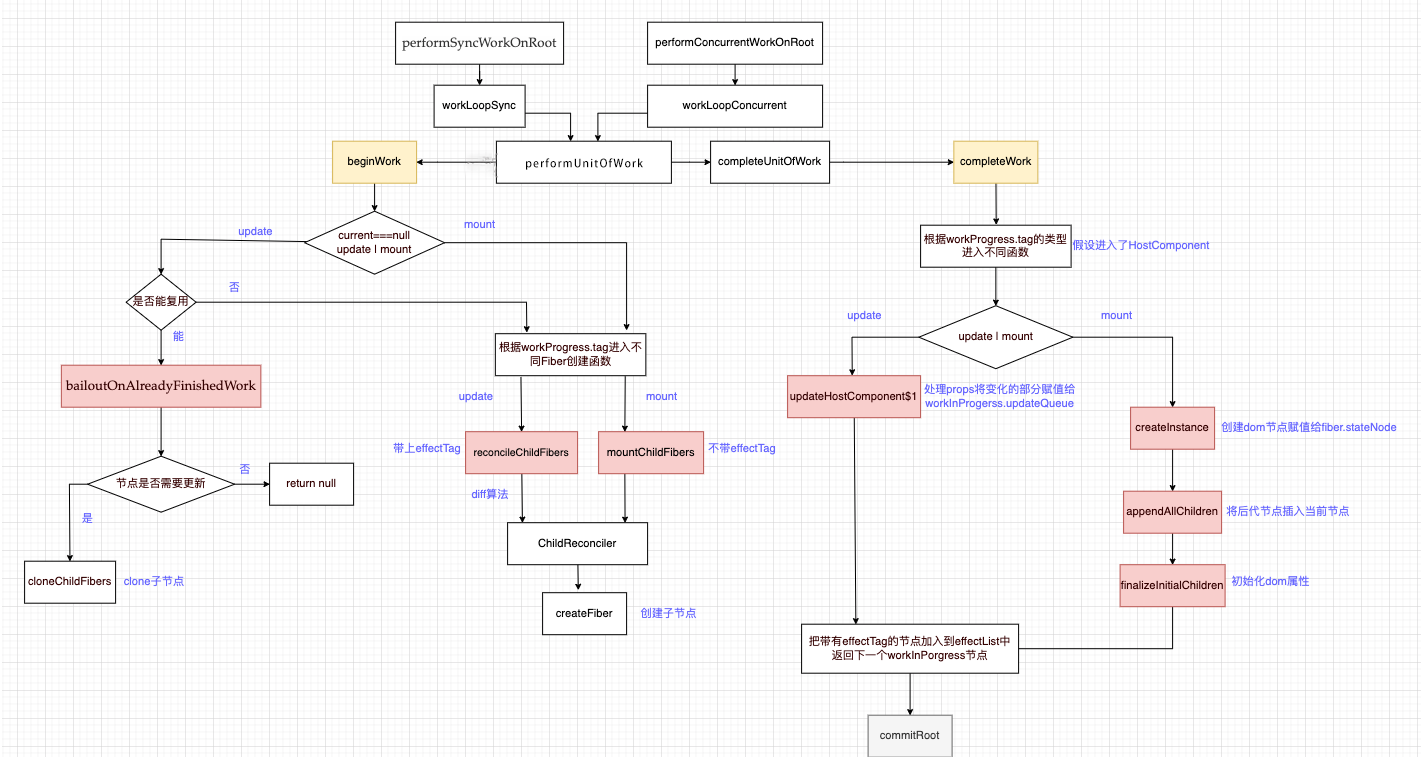 performSyncWorkOnRoot
performConcurrentWorkOnRoot
workLoopSync
workLoopConcurrent
beginWork
performUnitOfWork
completeUnitOfWork
completeWork
current===null
update | mount
update
mount
根据workProgress.tag的类型
进入不同函数
假设进入了HostComponent
是否能复用
否
能
根据workProgress.tag进入不
同Fiber创建函数
update
mount
update | mount
update
mount
bailoutOnAlreadyFinishedWork
updateHostComponent$1
处理props将变化的部分赋值给
workInProgerss.updateQueue
createInstance
创建dom节点赋值给fiber.stateNode
带上effectTag
reconcileChildFibers
mountChildFibers
不带effectTag
节点是否需要更新
否
return null
是
diff算法
appendAllChildren
将后代节点插入当前节点
ChildReconciler
cloneChildFibers
clone子节点
finalizeInitialChildren
初始化dom属性
createFiber
创建子节点
把带有effectTag的节点加入到effectList中
返回下一个workInPorgress节点
commitRoot